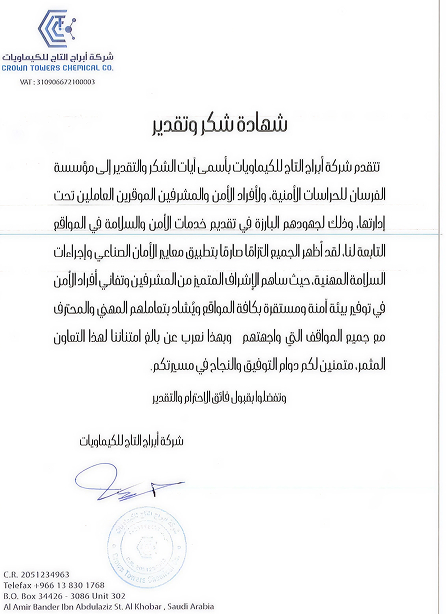 شركة أبراج التاج للكيماويات
CROWN TOWERS CHEMICAL CO.
VAT : 310906672100003
شهادة شكر وتقدير
تتقدم شركة أبراج التاج للكيماويات بأسمى آيات الشكر والتقدير إلى مؤسسة
الفرسان للحراسات الأمنية، ولأفراد الأمن والمشرفين الموقرين العاملين تحت
إدارتها، وذلك لجهودهم البارزة في تقديم خدمات الأمن والسلامة في المواقع
التابعة لنا، لقد أظهر الجميع التزامًا صارمًا بتطبيق معايير الأمان الصناعي وإجراءات
السلامة المهنية، حيث ساهم الإشراف المتميز من المشرفين وتفاني أفراد الأمن
في توفير بيئة آمنة ومستقرة بكافة المواقع ويُشاد بتعاملهم المهني والمحترف
مع جميع المواقف التي واجهتهم وبهذا نعرب عن بالغ امتناننا لهذا التعاون
المثمر، متمنين لكم دوام التوفيق والنجاح في مسيرتكم.
وتفضلوا بقبول فائق الاحترام والتقدير
شركة أبراج التاج للكيماويات
Crown Towers Chemical Co.
C.R. 2051234963
Telefax +966 13 830 1768
B.O. Box 34426 - 3086 Unit 302
Al Amir Bander Ibn Abdulaziz St. Al Khobar , Saudi Arabia